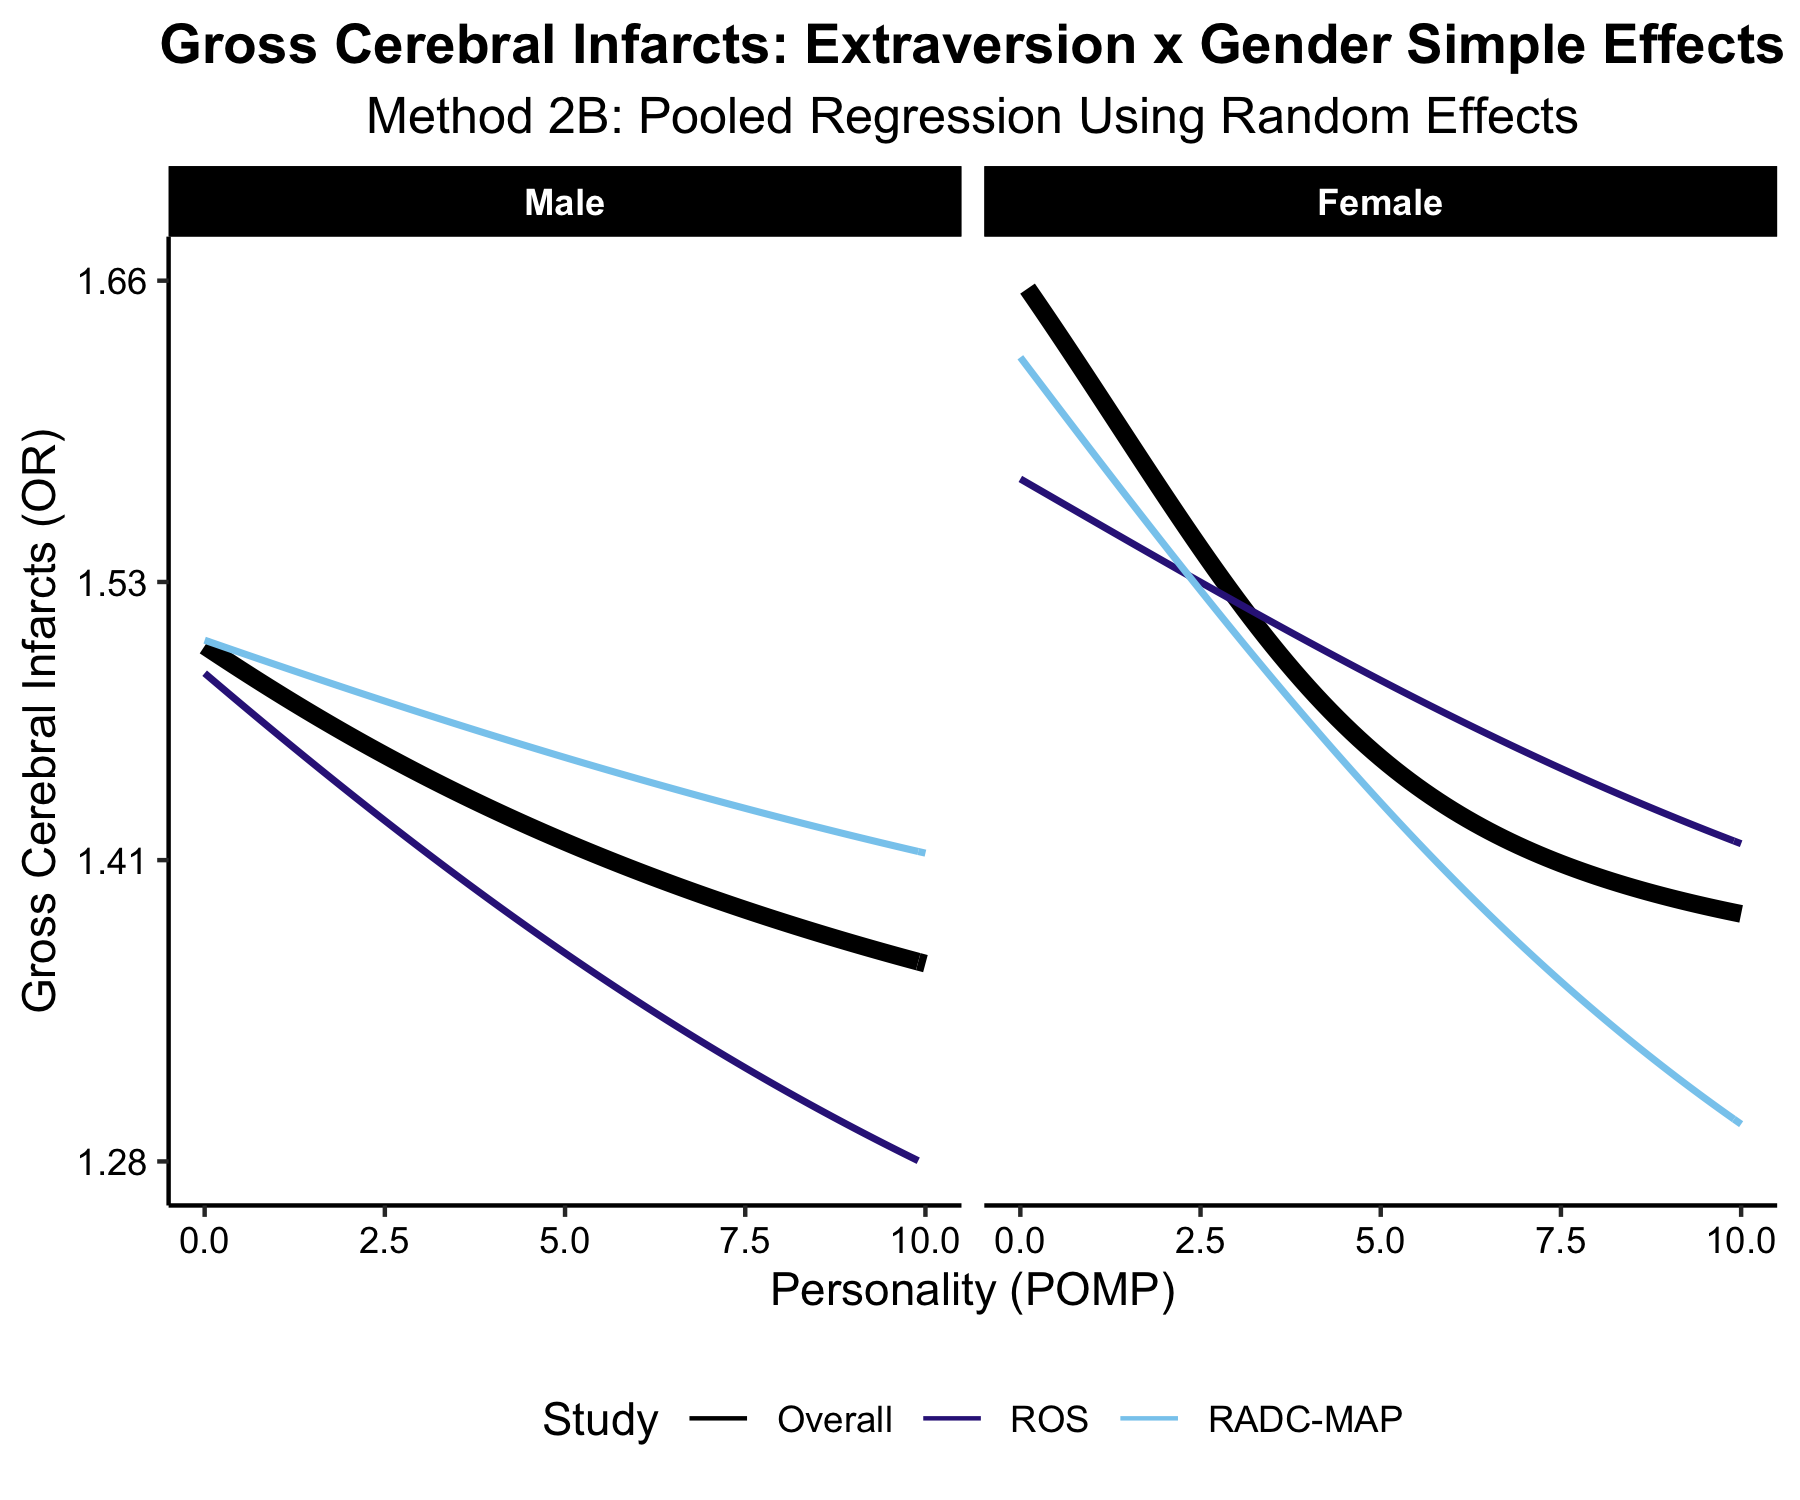 Gross Cerebral Infarcts: Extraversion x Gender Simple Effects
Method 2B: Pooled Regression Using Random Effects
Male
Female
Gross Cerebral Infarcts (OR)
1.66
1.53
1.41
1.28
0.0 2.5 5.0 7.5 10.0
0.0 2.5 5.0 7.5 10.0
Personality (POMP)
Study Overall ROS RADC-MAP